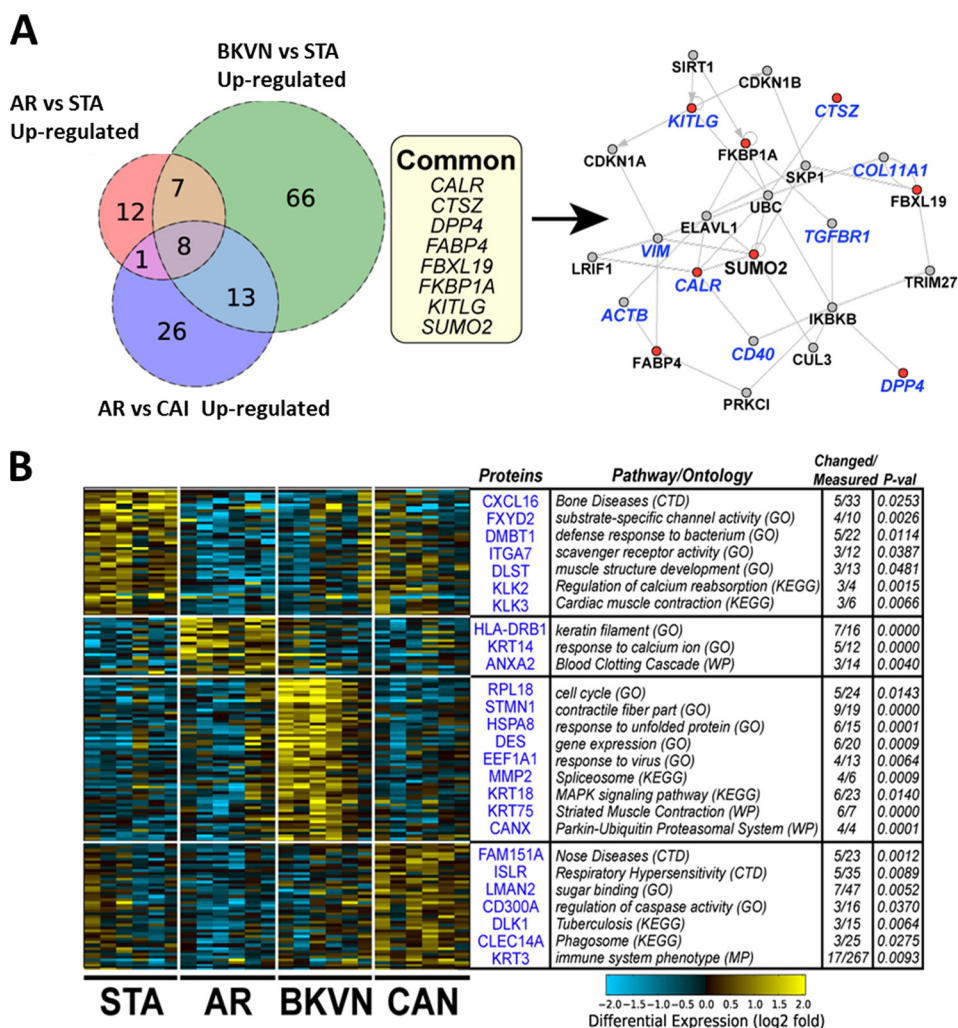 A
BKVN vs STA
Up-regulated
AR vs STA
Up-regulated
12
7
66
1
8
13
26
AR vs CAI Up-regulated
Common
CALR
CTSZ
DPP4
FABP4
FBXL19
FKBP1A
KITLG
SUMO2
SIRT1
CDKN1B
KITLG
CTSZ
CDKN1A
FKBP1A
SKP1
COL11A1
FBXL19
UBC
ELAVL1
TGFBR1
VIM
LRIF1
SUMO2
CALR
TRIM27
ACTB
IKBKB
CD40
CUL3
FABP4
DPP4
PRKCI
B
Proteins Pathway/Ontology Changed/Measured P-val
CXCL16 Bone Diseases (CTD) 5/33 0.0253
FXYD2 substrate-specific channel activity (GO) 4/10 0.0026
DMBT1 defense response to bacterium (GO) 5/22 0.0114
ITGA7 scavenger receptor activity (GO) 3/12 0.0387
DLST muscle structure development (GO) 3/13 0.0481
KLK2 Regulation of calcium reabsorption (KEGG) 3/4 0.0015
KLK3 Cardiac muscle contraction (KEGG) 3/6 0.0066
HLA-DRB1 keratin filament (GO) 7/16 0.0000
KRT14 response to calcium ion (GO) 5/12 0.0000
ANXA2 Blood Clotting Cascade (WP) 3/14 0.0040
RPL18 cell cycle (GO) 5/24 0.0143
STMN1 contractile fiber part (GO) 9/19 0.0000
HSPA8 response to unfolded protein (GO) 6/15 0.0001
DES gene expression (GO) 6/20 0.0009
EEF1A1 response to virus (GO) 4/13 0.0064
MMP2 Spliceosome (KEGG) 4/6 0.0009
KRT18 MAPK signaling pathway (KEGG) 6/23 0.0140
KRT75 Striated Muscle Contraction (WP) 6/7 0.0000
CANX Parkin-Ubiquitin Proteasomal System (WP) 4/4 0.0001
FAM151A Nose Diseases (CTD) 5/23 0.0012
ISLR Respiratory Hypersensitivity (CTD) 5/35 0.0089
LMAN2 sugar binding (GO) 7/47 0.0052
CD300A regulation of caspase activity (GO) 3/16 0.0370
DLK1 Tuberculosis (KEGG) 3/15 0.0064
CLEC14A Phagosome (KEGG) 3/25 0.0275
KRT3 immune system phenotype (MP) 17/267 0.0093
STA AR BKVN CAN
-2.0 -1.5 -1.0 -0.5 0.0 0.5 1.0 1.5 2.0
Differential Expression (log2 fold)